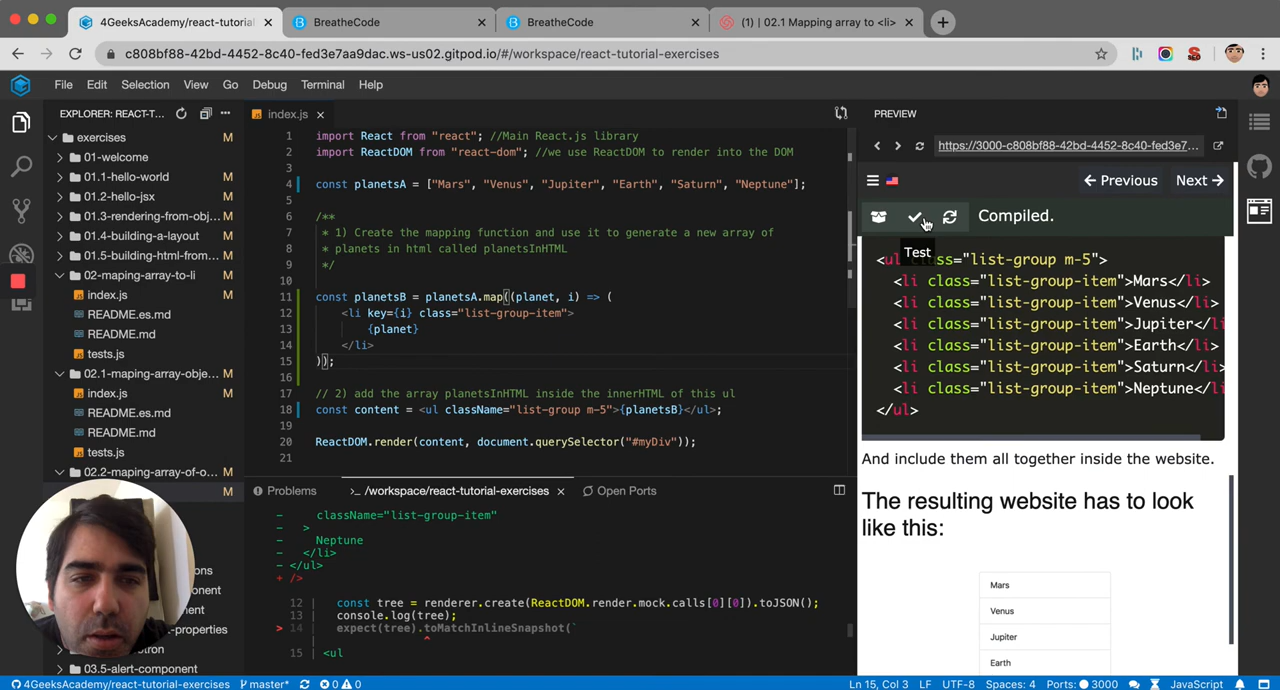 4GeeksAcademy/react-tutorial
BreatheCode
BreatheCode
(1) | 02.1 Mapping array to <li>
c808bf88-42bd-4452-8c40-fed3e7aa9dac.ws-us02.gitpod.io/#/workspace/react-tutorial-exercises
File Edit Selection View Go Debug Terminal Help
EXPLORER: REACT-T...
exercises M
01-welcome
01.1-hello-world
01.2-hello-jsx
01.3-rendering-from-obj...
01.4-building-a-layout
01.5-building-html-from...
02-maping-array-to-li
index.js M
README.es.md
README.md
tests.js
02.1-maping-array-obje... M
index.js M
README.es.md
README.md
tests.js
02.2-maping-array-of-o... M
M
03.5-alert-component
index.js
1 import React from "react"; //Main React.js library
2 import ReactDOM from "react-dom"; //we use ReactDOM to render into the DOM
3
4 const planetsA = ["Mars", "Venus", "Jupiter", "Earth", "Saturn", "Neptune"];
5
6 /**
7 * 1) Create the mapping function and use it to generate a new array of
8 * planets in html called planetsInHTML
9 */
10
11 const planetsB = planetsA.map((planet, i) => (
12 <li key={i} class="list-group-item">
13 {planet}
14 </li>
15 ));
16
17 // 2) add the array planetsInHTML inside the innerHTML of this ul
18 const content = <ul className="list-group m-5">{planetsB}</ul>;
19
20 ReactDOM.render(content, document.querySelector("#myDiv"));
21
Problems >_ /workspace/react-tutorial-exercises Open Ports
- className="list-group-item"
- >
- Neptune
- </li>
- </ul>
+ />
12 | const tree = renderer.create(ReactDOM.render.mock.calls[0][0]).toJSON();
13 | console.log(tree);
> 14 | expect(tree).toMatchInlineSnapshot(`
^
15 | <ul
PREVIEW
https://3000-c808bf88-42bd-4452-8c40-fed3e7...
← Previous Next →
Compiled.
Test
<ul class="list-group m-5">
<li class="list-group-item">Mars</li>
<li class="list-group-item">Venus</li>
<li class="list-group-item">Jupiter</li
<li class="list-group-item">Earth</li>
<li class="list-group-item">Saturn</li>
<li class="list-group-item">Neptune</li
</ul>
And include them all together inside the website.
The resulting website has to look
like this:
Mars
Venus
Jupiter
Earth
4GeeksAcademy/react-tutorial-exercises master* 0 0 Ln 15, Col 3 LF UTF-8 Spaces: 4 Ports: 3000 JavaScript